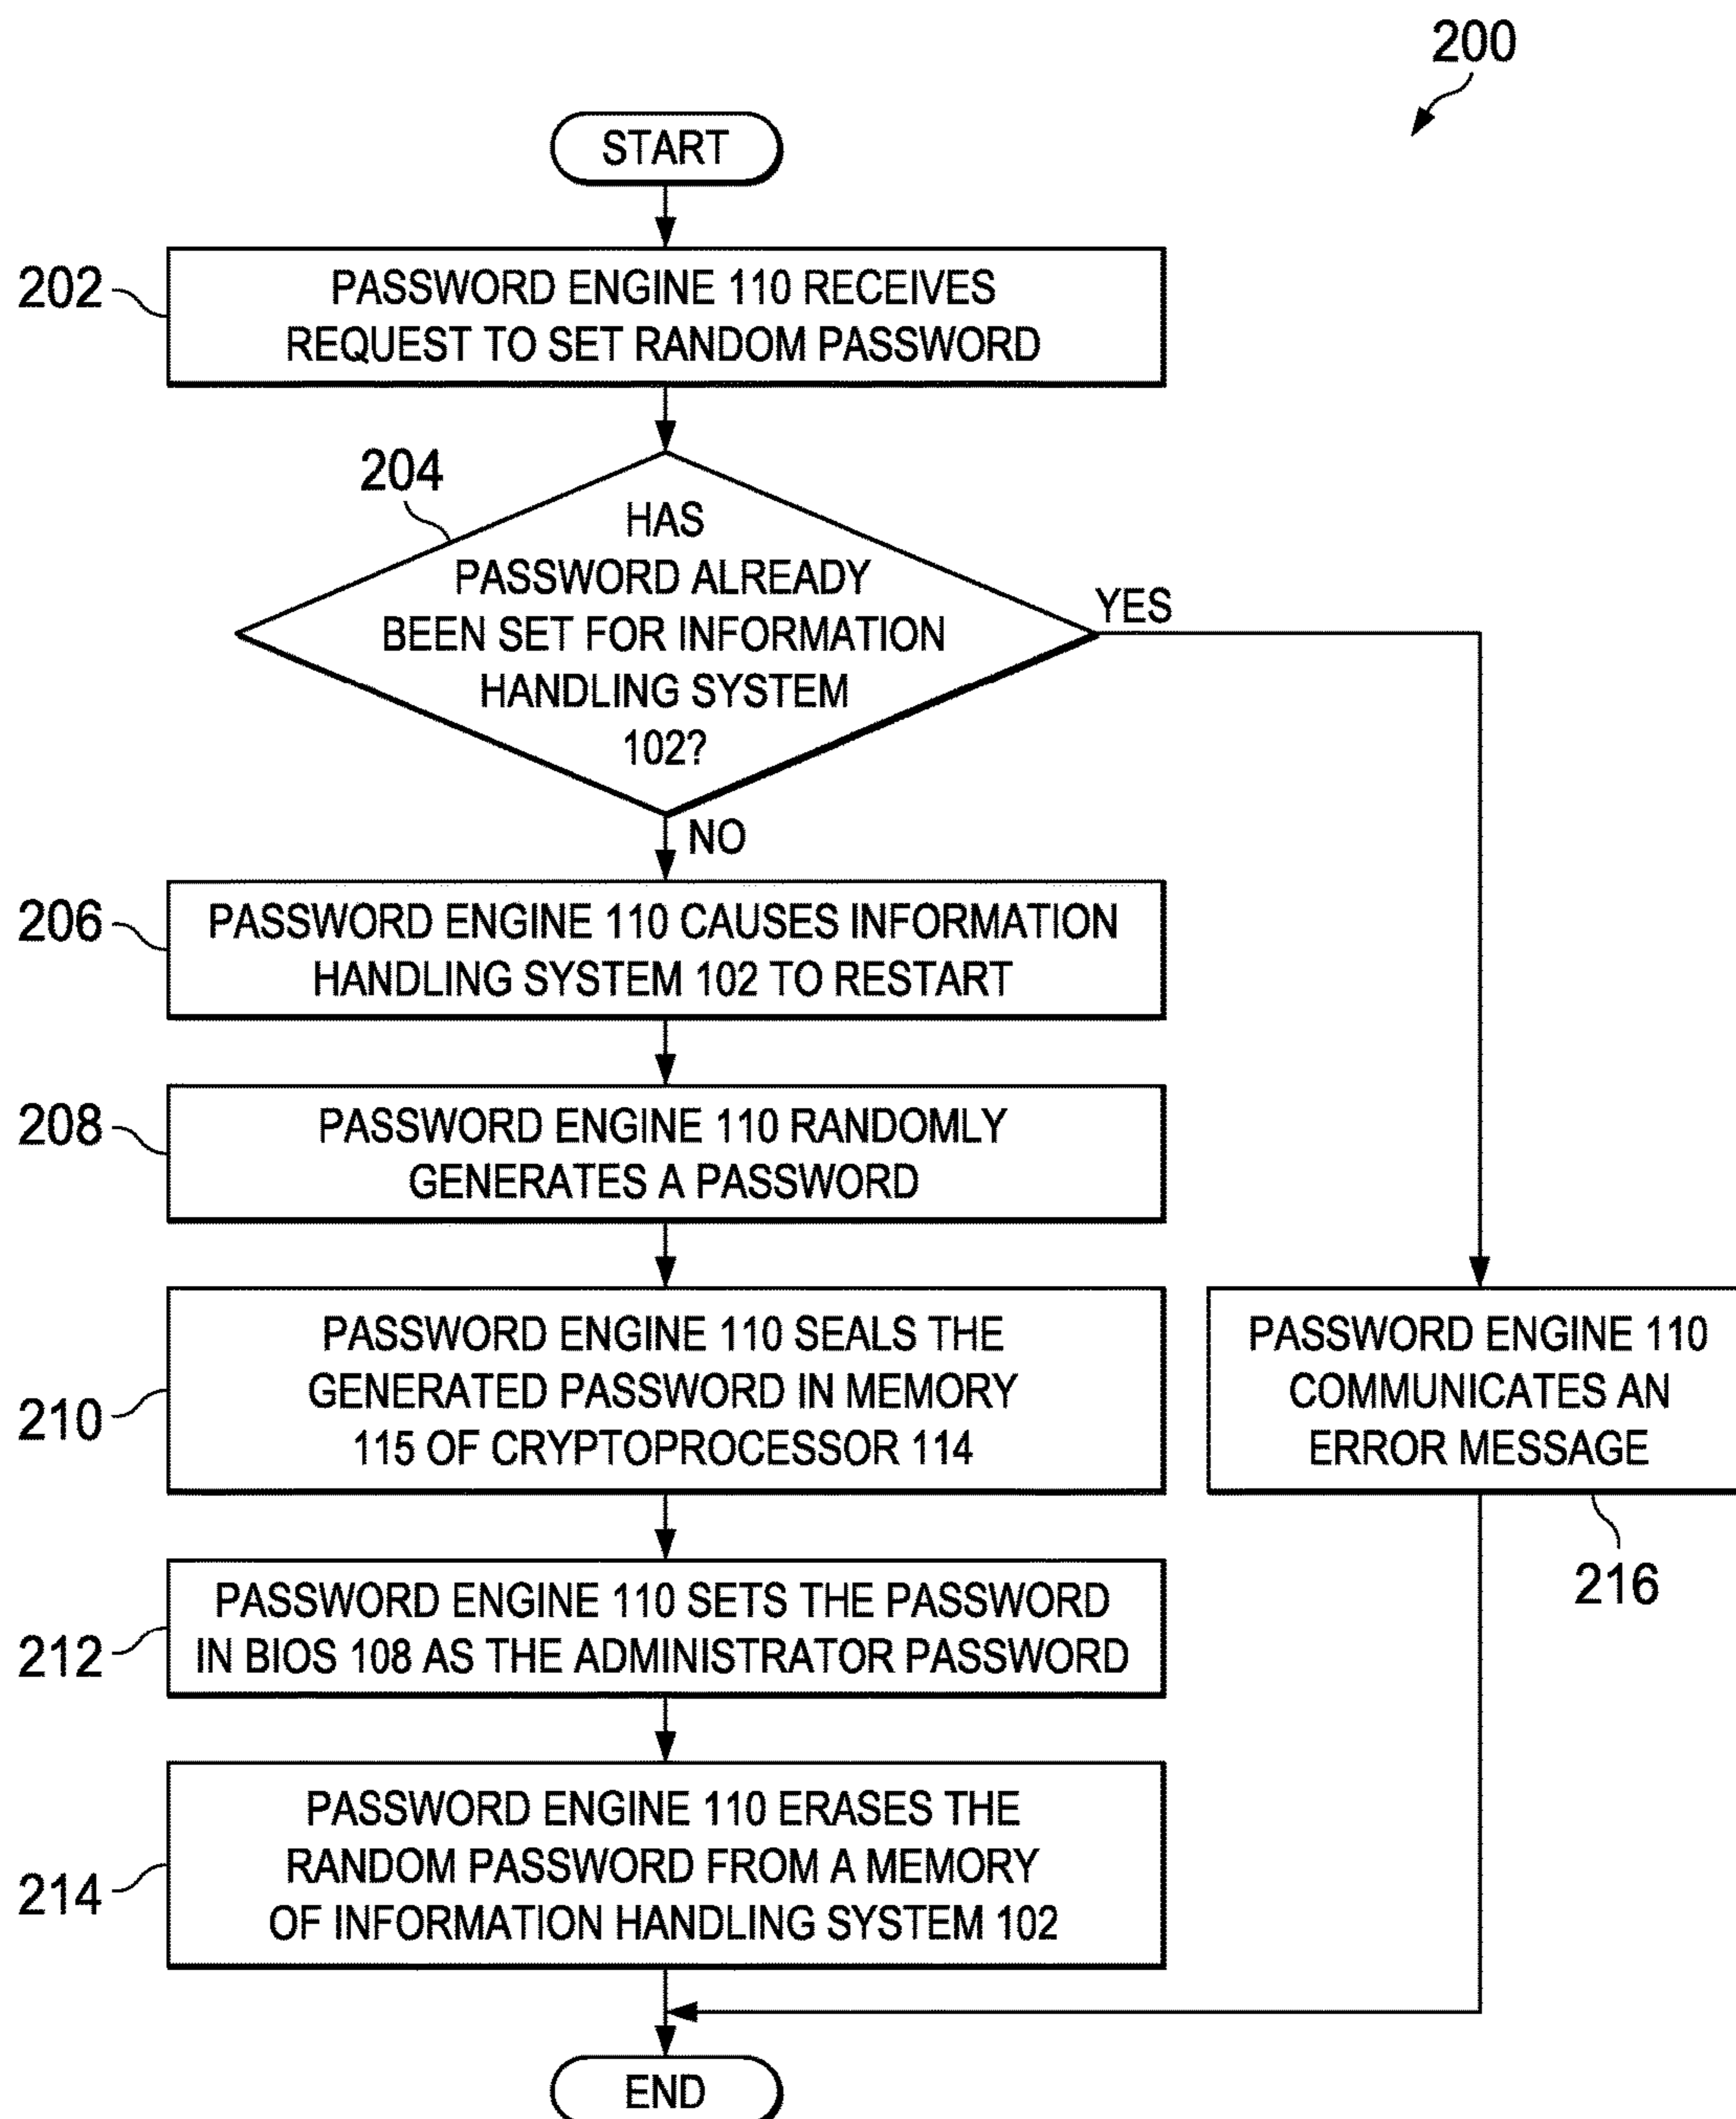 200
START
202
PASSWORD ENGINE 110 RECEIVES
REQUEST TO SET RANDOM PASSWORD
204
HAS
PASSWORD ALREADY
BEEN SET FOR INFORMATION
HANDLING SYSTEM
102?
YES
NO
206
PASSWORD ENGINE 110 CAUSES INFORMATION
HANDLING SYSTEM 102 TO RESTART
208
PASSWORD ENGINE 110 RANDOMLY
GENERATES A PASSWORD
210
PASSWORD ENGINE 110 SEALS THE
GENERATED PASSWORD IN MEMORY
115 OF CRYPTOPROCESSOR 114
PASSWORD ENGINE 110
COMMUNICATES AN
ERROR MESSAGE
216
212
PASSWORD ENGINE 110 SETS THE PASSWORD
IN BIOS 108 AS THE ADMINISTRATOR PASSWORD
214
PASSWORD ENGINE 110 ERASES THE
RANDOM PASSWORD FROM A MEMORY
OF INFORMATION HANDLING SYSTEM 102
END